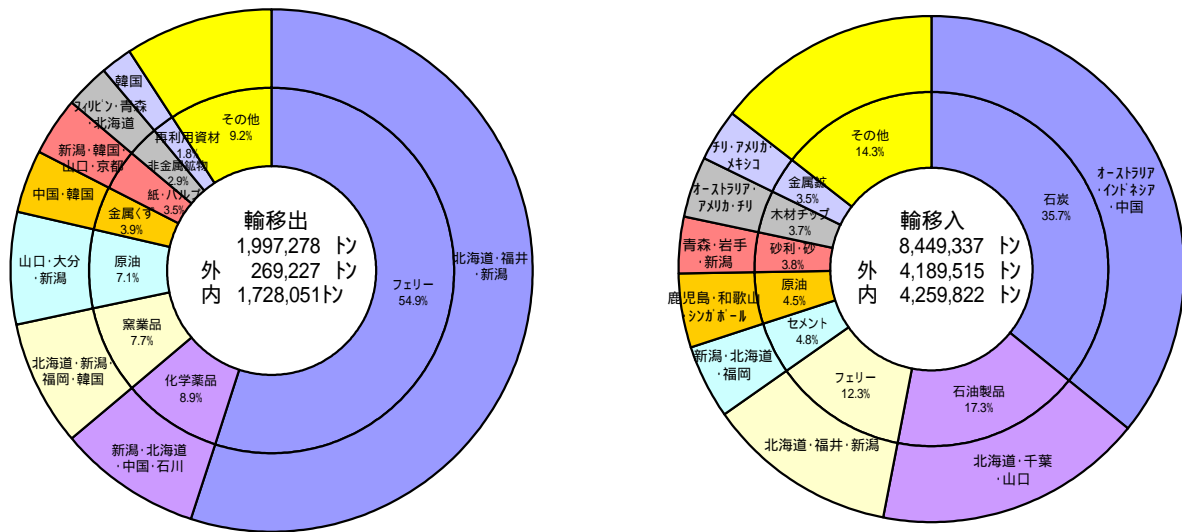 輸移出
1,997,278 トン
外 269,227 トン
内 1,728,051トン
フェリー
54.9%
北海道・福井・
新潟
化学薬品
8.9%
新潟・北海道
・中国・石川
窯業品
7.7%
北海道・新潟・
福岡・韓国
原油
7.1%
山口・大分
・新潟
金属くず
3.9%
中国・韓国
紙・パルプ
3.5%
新潟・韓国・
山口・京都
非金属鉱物
2.9%
フィリピン・青森
・北海道
再利用資材
1.8%
韓国
その他
9.2%
輸移入
8,449,337 トン
外 4,189,515 トン
内 4,259,822 トン
石炭
35.7%
オーストラリア
・インドネシア
・中国
石油製品
17.3%
北海道・千葉
・山口
フェリー
12.3%
北海道・福井・新潟
セメント
4.8%
新潟・北海道
・福岡
原油
4.5%
鹿児島・和歌山
・シンガポール
砂利・砂
3.8%
青森・岩手
・新潟
木材チップ
3.7%
オーストラリア・
アメリカ・チリ
金属鉱
3.5%
チリ・アメリカ・
メキシコ
その他
14.3%